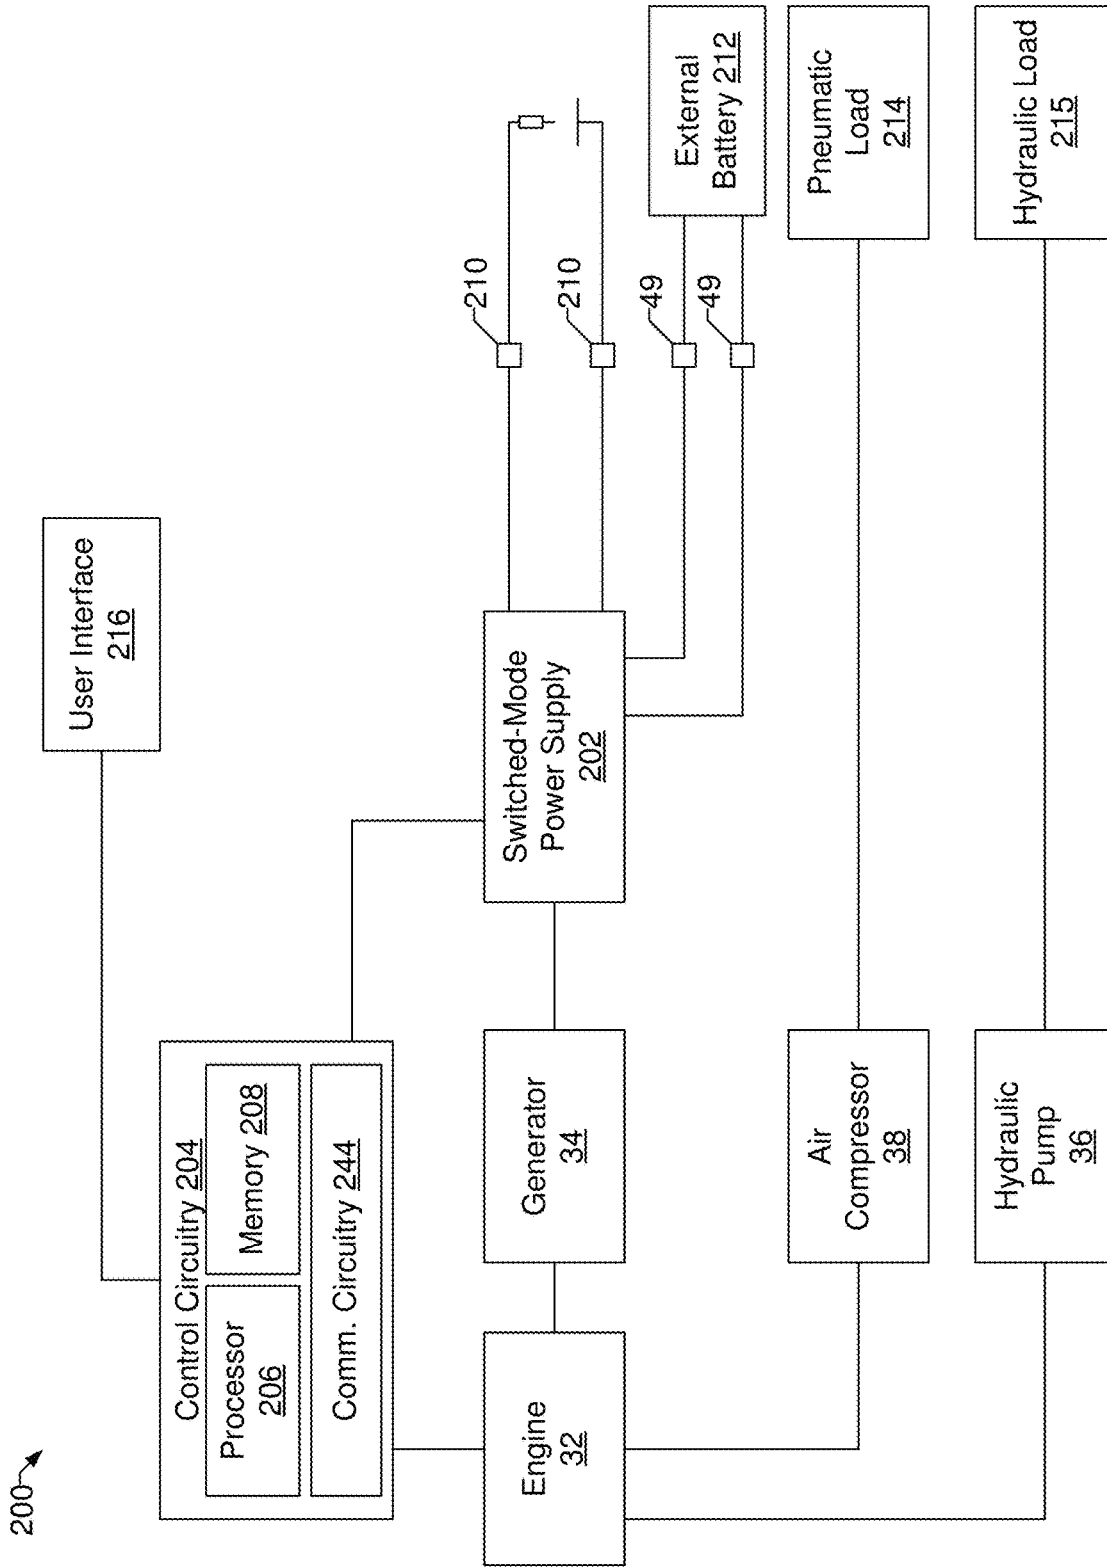 200
User Interface
216
Control Circuitry 204
Processor
206
Memory 208
Comm. Circuitry 244
Engine
32
Generator
34
Switched-Mode
Power Supply
202
210
210
49
49
External
Battery 212
Air
Compressor
38
Pneumatic
Load
214
Hydraulic
Pump
36
Hydraulic Load
215